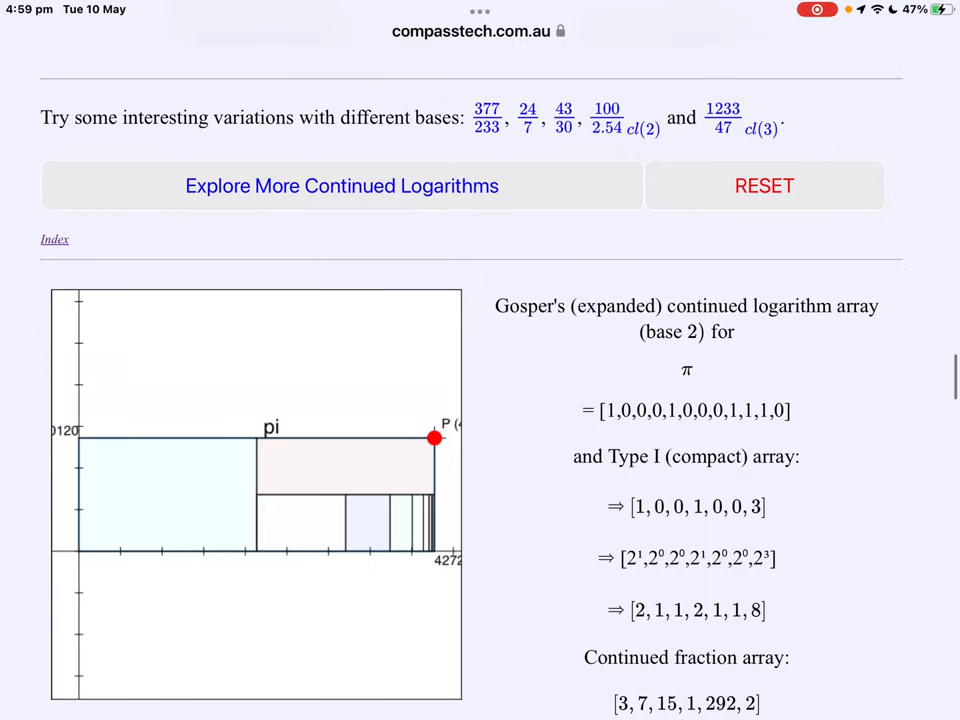 4:59 pm Tue 10 May
47%
compasstech.com.au
Try some interesting variations with different bases: 377/233, 24/7, 43/30, 100/2.54 cl(2) and 1233/47 cl(3).
Explore More Continued Logarithms
RESET
Index
Gosper's (expanded) continued logarithm array
(base 2) for
π
= [1,0,0,0,1,0,0,0,1,1,1,0]
and Type I (compact) array:
⇒ [1, 0, 0, 1, 0, 0, 3]
⇒ [2¹,2⁰,2⁰,2¹,2⁰,2⁰,2³]
⇒ [2, 1, 1, 2, 1, 1, 8]
Continued fraction array:
[3, 7, 15, 1, 292, 2]
pi
P (4
0120
4272